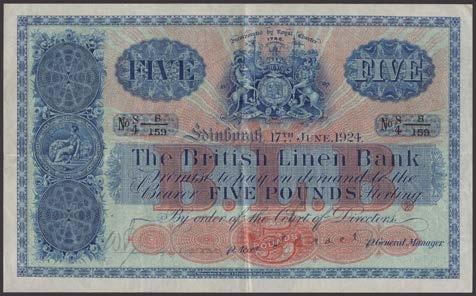 Incorporated by Royal Charter
1746.
FIVE FIVE
No S/4 8/159 No S/4 8/159
Edinburgh, 17TH JUNE, 1924.
The British Linen Bank
Promise to pay on demand to the
Bearer FIVE POUNDS Sterling
By order of the Court of Directors.
POUNDS
5
p General Manager